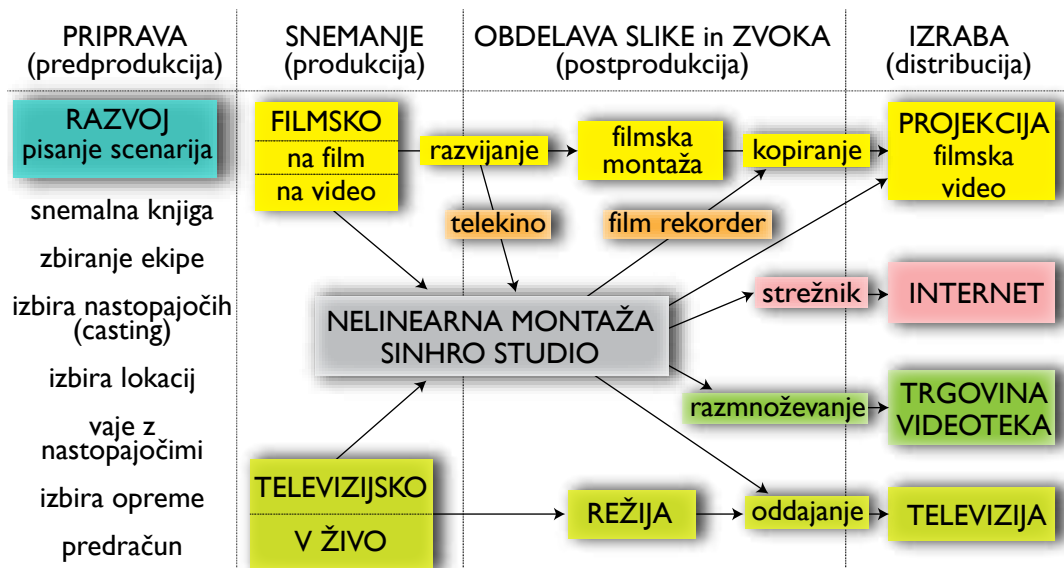 PRIPRAVA
(predprodukcija)
SNEMANJE
(produkcija)
OBDELAVA SLIKE in ZVOKA
(postprodukcija)
IZRABA
(distribucija)
RAZVOJ
pisanje scenarija
snemalna knjiga
zbiranje ekipe
izbira nastopajočih
(casting)
izbira lokacij
vaje z
nastopajočimi
izbira opreme
predračun
FILMSKO
na film
na video
razvijanje
filmska
montaža
kopiranje
PROJEKCIJA
filmska
video
telekino
film rekorder
NELINEARNA MONTAŽA
SINHRO STUDIO
strežnik
INTERNET
razmnoževanje
TRGOVINA
VIDEOTEKA
TELEVIZIJSKO
V ŽIVO
REŽIJA
oddajanje
TELEVIZIJA